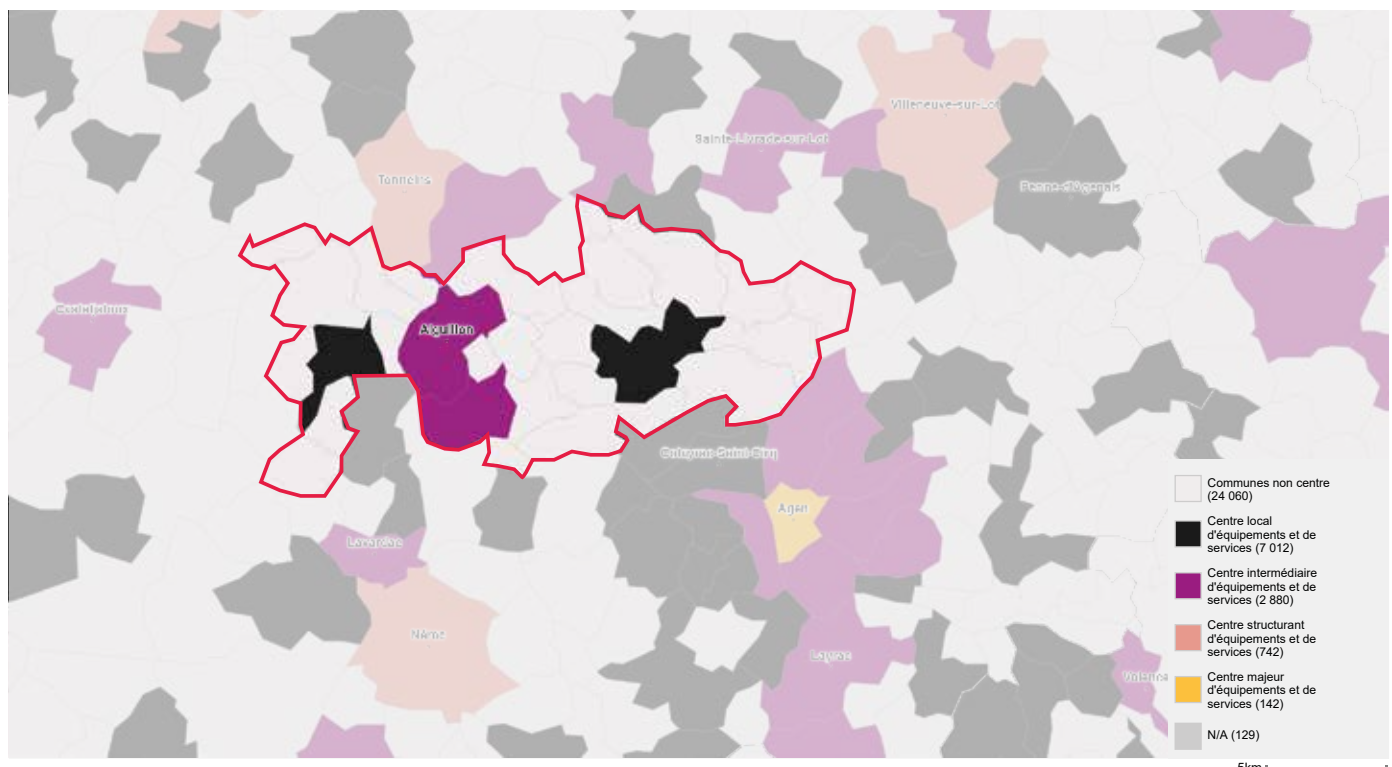 Villeneuve-sur-Lot
Sainte-Livrade-sur-Lot
Tonneins
Penne-d'Agenais
Casteljaloux
Aiguillon
Colayrac-Saint-Cirq
Agen
Lavardac
Nérac
Layrac
Valence
Communes non centre
(24 060)
Centre local
d'équipements et de
services (7 012)
Centre intermédiaire
d'équipements et de
services (2 880)
Centre structurant
d'équipements et de
services (742)
Centre majeur
d'équipements et de
services (142)
N/A (129)
5km